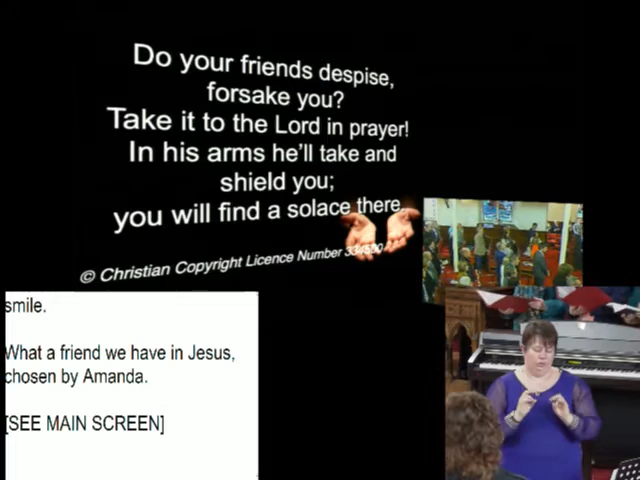 Do your friends despise,
forsake you?
Take it to the Lord in prayer!
In his arms he'll take and
shield you;
you will find a solace there.
© Christian Copyright Licence Number
smile.
What a friend we have in Jesus,
chosen by Amanda.
[SEE MAIN SCREEN]